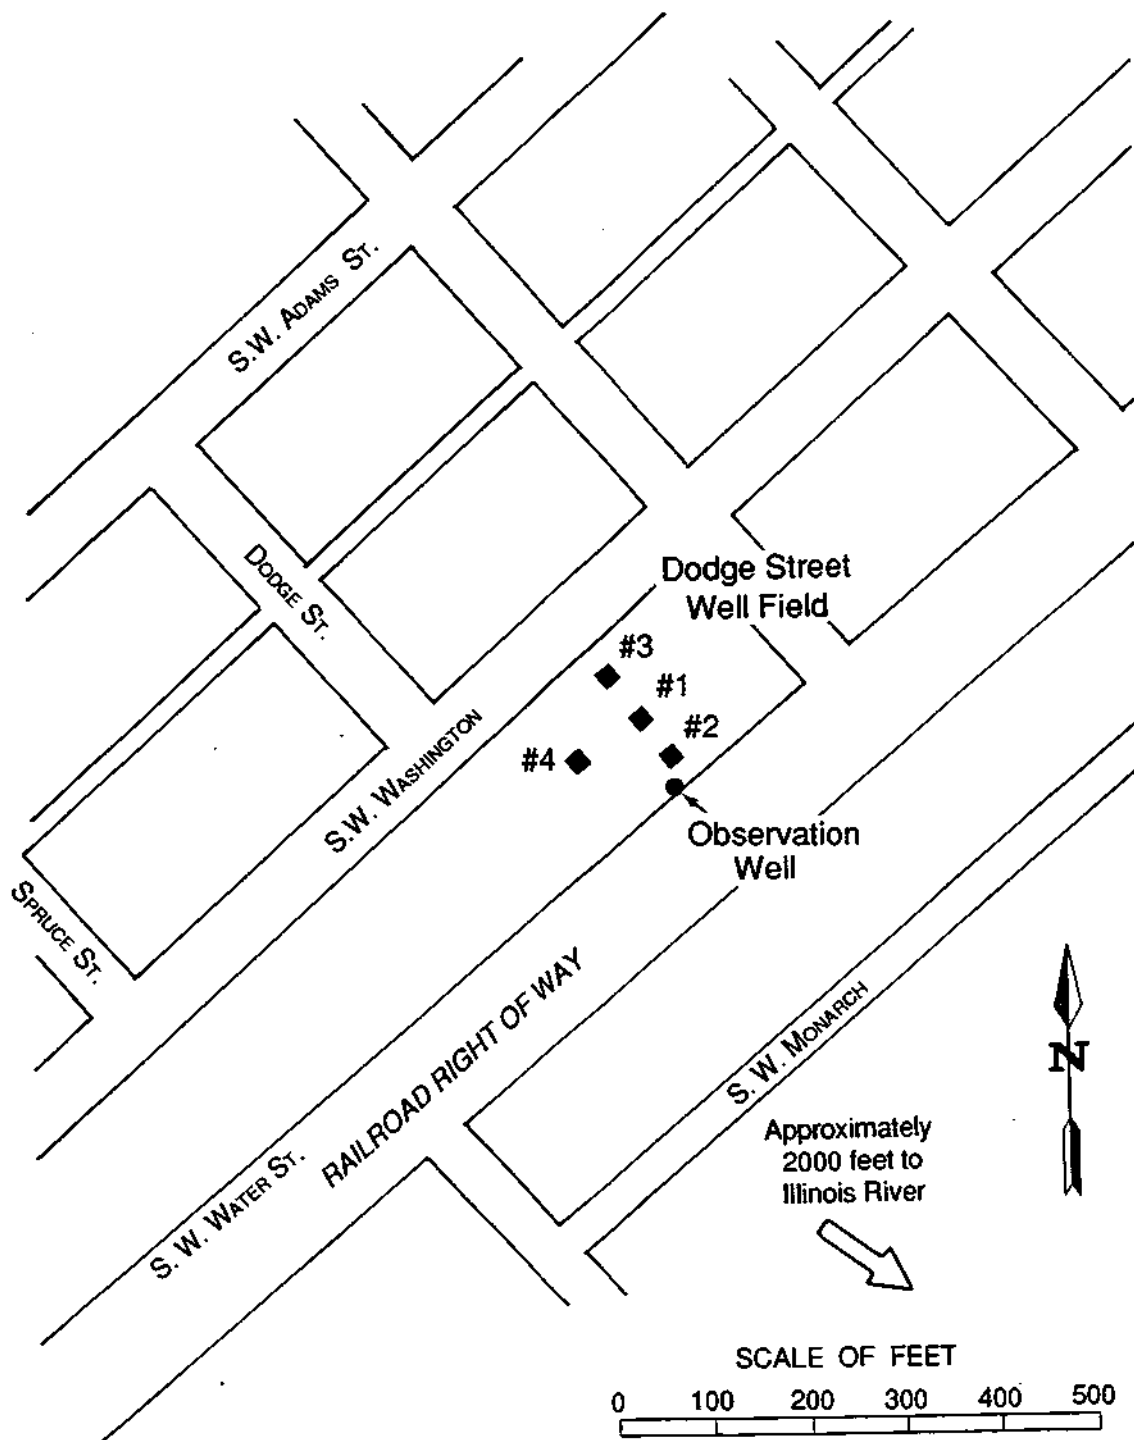 S.W. ADAMS ST.
DODGE ST.
Dodge Street
Well Field
#3
#1
#2
#4
S.W. WASHINGTON
Observation
Well
SPRUCE ST.
RAILROAD RIGHT OF WAY
S. W. MONARCH
N
S. W. WATER ST.
Approximately
2000 feet to
Illinois River
SCALE OF FEET
0 100 200 300 400 500